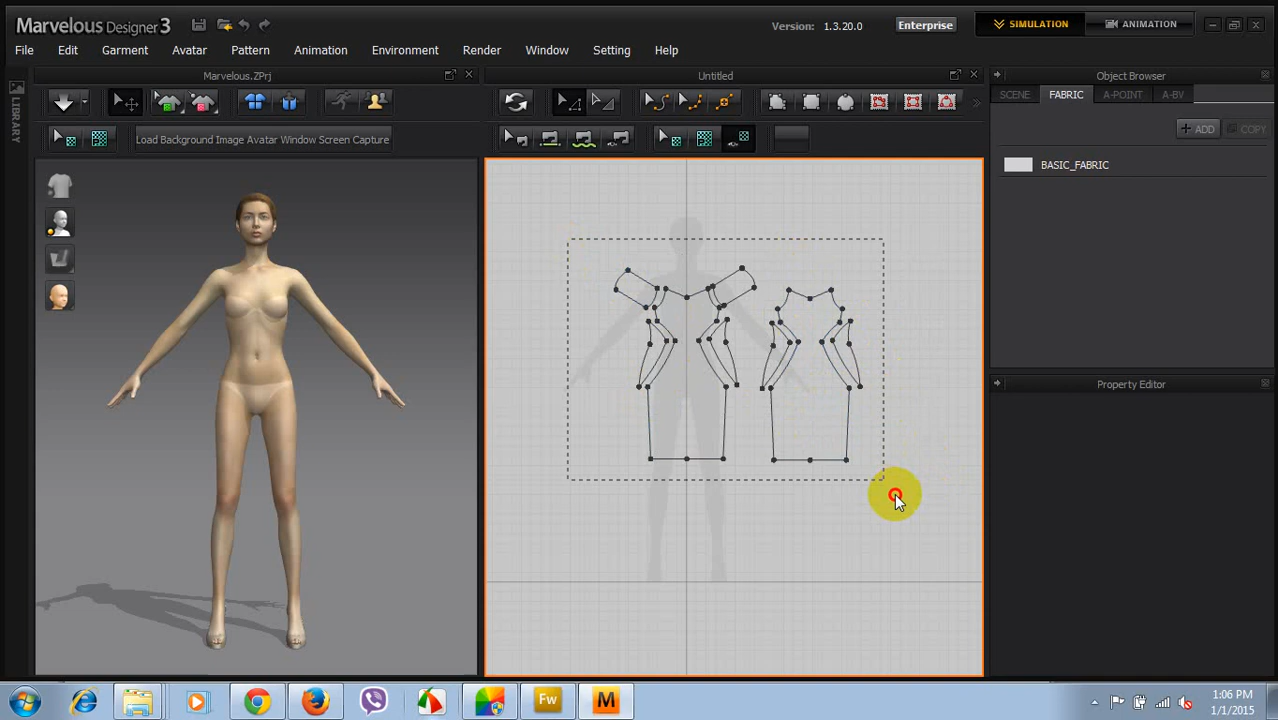 Marvelous Designer 3
Version: 1.3.20.0
Enterprise
SIMULATION
ANIMATION
File Edit Garment Avatar Pattern Animation Environment Render Window Setting Help
Marvelous.ZPrj
Untitled
Object Browser
LIBRARY
SCENE FABRIC A-POINT A-BV
Load Background Image Avatar Window Screen Capture
+ ADD
COPY
BASIC_FABRIC
Property Editor
Fw
M
1:06 PM
1/1/2015